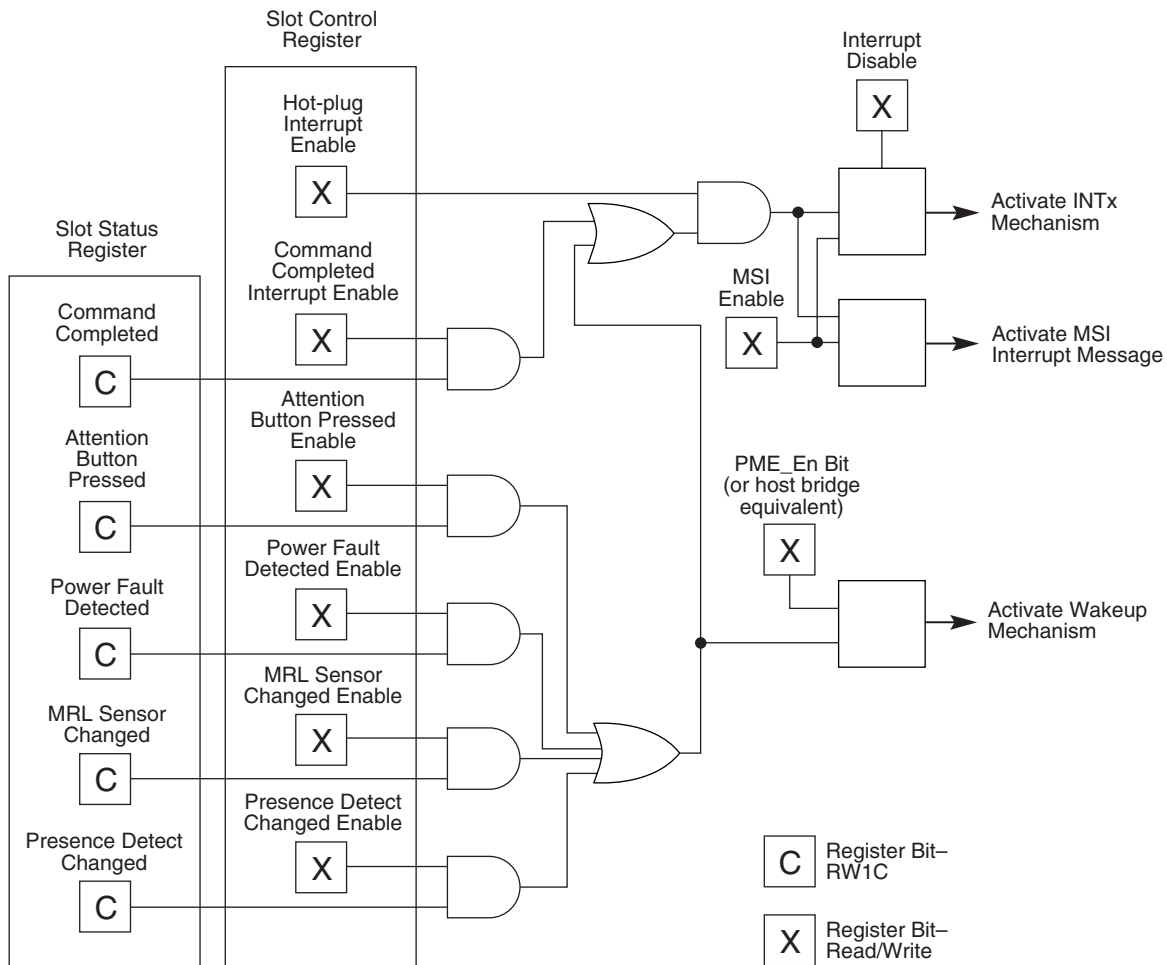 Slot Control
Register
Interrupt
Disable
X
Hot-plug
Interrupt
Enable
X
Activate INTx
Mechanism
Slot Status
Register
Command
Completed
Interrupt Enable
X
MSI
Enable
X
Activate MSI
Interrupt Message
Command
Completed
C
Attention
Button Pressed
Enable
X
Attention
Button
Pressed
C
PME_En Bit
(or host bridge
equivalent)
X
Power Fault
Detected Enable
X
Power Fault
Detected
C
Activate Wakeup
Mechanism
MRL Sensor
Changed Enable
X
MRL Sensor
Changed
C
Presence Detect
Changed Enable
X
Presence Detect
Changed
C
C
Register Bit–
RW1C
X
Register Bit–
Read/Write